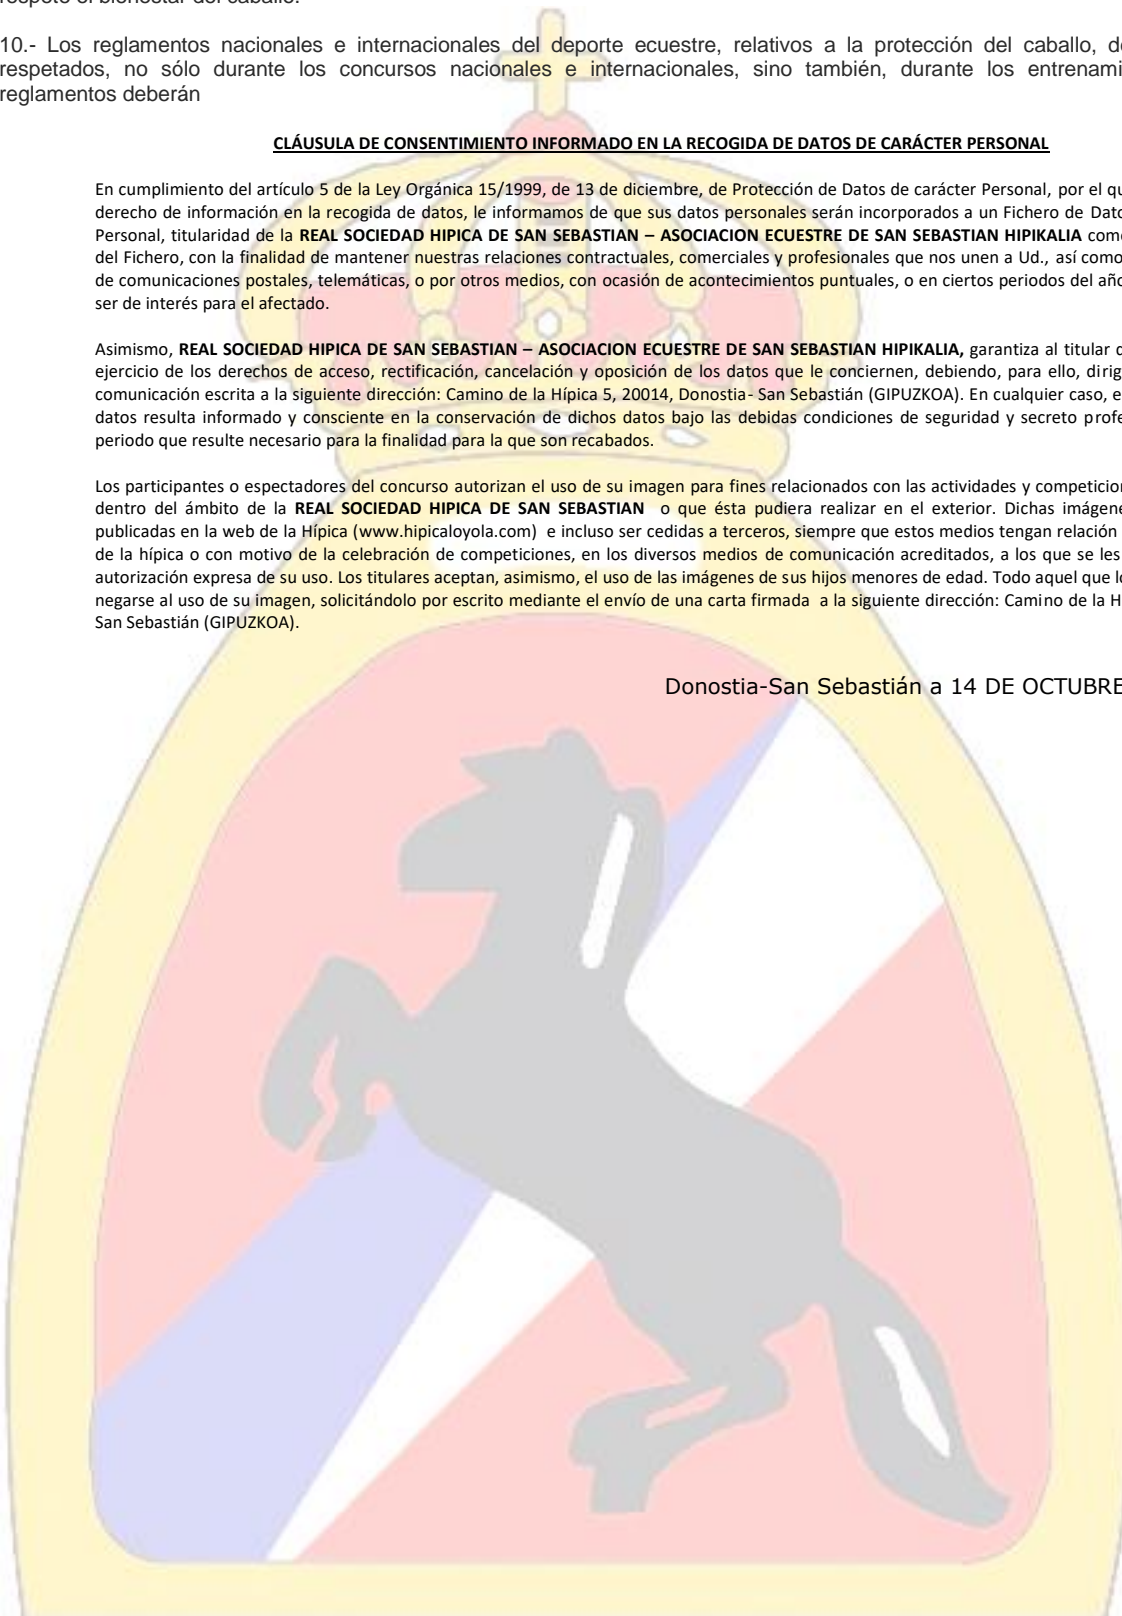 respete el bienestar del caballo.
10.- Los reglamentos nacionales e internacionales del deporte ecuestre, relativos a la protección del caballo,
respetados, no sólo durante los concursos nacionales e internacionales, sino también, durante los
reglamentos deberán
CLÁUSULA DE CONSENTIMIENTO INFORMADO EN LA RECOGIDA DE DATOS DE CARÁCTER PERSONAL
En cumplimiento del artículo 5 de la Ley Orgánica 15/1999, de 13 de diciembre, de Protección de Datos de carácter Personal, por el
derecho de información en la recogida de datos, le informamos de que sus datos personales serán incorporados a un Fichero de
Personal, titularidad de la REAL SOCIEDAD HIPICA DE SAN SEBASTIAN – ASOCIACION ECUESTRE DE SAN SEBASTIAN HIPIKALIA
del Fichero, con la finalidad de mantener nuestras relaciones contractuales, comerciales y profesionales que nos unen a Ud., así como
de comunicaciones postales, telemáticas, o por otros medios, con ocasión de acontecimientos puntuales, o en ciertos periodos del
ser de interés para el afectado.
Asimismo, REAL SOCIEDAD HIPICA DE SAN SEBASTIAN – ASOCIACION ECUESTRE DE SAN SEBASTIAN HIPIKALIA, garantiza al titular
ejercicio de los derechos de acceso, rectificación, cancelación y oposición de los datos que le conciernen, debiendo, para ello,
comunicación escrita a la siguiente dirección: Camino de la Hípica 5, 20014, Donostia- San Sebastián (GIPUZKOA). En cualquier caso,
datos resulta informado y consciente en la conservación de dichos datos bajo las debidas condiciones de seguridad y secreto
periodo que resulte necesario para la finalidad para la que son recabados.
Los participantes o espectadores del concurso autorizan el uso de su imagen para fines relacionados con las actividades y
dentro del ámbito de la REAL SOCIEDAD HIPICA DE SAN SEBASTIAN o que ésta pudiera realizar en el exterior. Dichas
publicadas en la web de la Hípica (www.hipicaloyola.com) e incluso ser cedidas a terceros, siempre que estos medios tengan relación
de la hípica o con motivo de la celebración de competiciones, en los diversos medios de comunicación acreditados, a los que se les
autorización expresa de su uso. Los titulares aceptan, asimismo, el uso de las imágenes de sus hijos menores de edad. Todo aquel que
negarse al uso de su imagen, solicitándolo por escrito mediante el envío de una carta firmada a la siguiente dirección: Camino de la
San Sebastián (GIPUZKOA).
Donostia-San Sebastián a 14 DE OCTUBRE